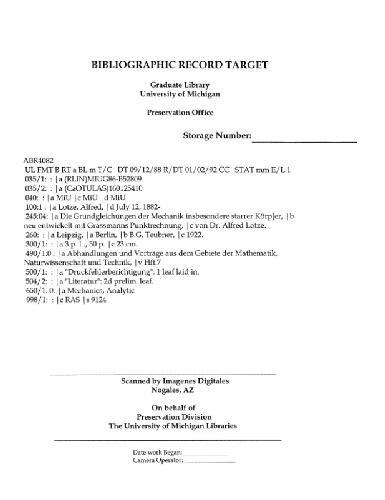 BIBLIOGRAPHIC RECORD TARGET
Graduate Library
University of Michigan
Preservation Office
Storage Number:
ABR4082
UL FMT B RT a BL m T/C DT 09/12/88 R/DT 01/02/92 CC STAT mm E/L 1
035/1: : |a (RLIN)MIUG86-B52809
035/2: : |a (CaOTULAS)160125410
040: : |a MiU |c MiU |d MiU
100:1 : |a Lotze, Alfred, |d July 12, 1882-
245:04: |a Die Grundgleichungen der Mechanik insbesondere starrer Körper, |b
neu entwickelt mit Grassmanns Punktrechnung, |c von Dr. Alfred Lotze.
260: : |a Leipzig, |a Berlin, |b B.G. Teubner, |c 1922.
300/1: : |a 3 p. l., 50 p. |c 23 cm.
490/1:0 : |a Abhandlungen und Vorträge aus dem Gebiete der Mathematik,
Naturwissenschaft und Technik, |v Hft.7
500/1: : |a "Druckfehlerberichtigung": 1 leaf laid in.
504/2: : |a "Literatur": 2d prelim. leaf.
650/1: 0: |a Mechanics, Analytic
998/1: : |c RAS |s 9124
Scanned by Imagenes Digitales
Nogales, AZ
On behalf of
Preservation Division
The University of Michigan Libraries
Date work Began:
Camera Operator: